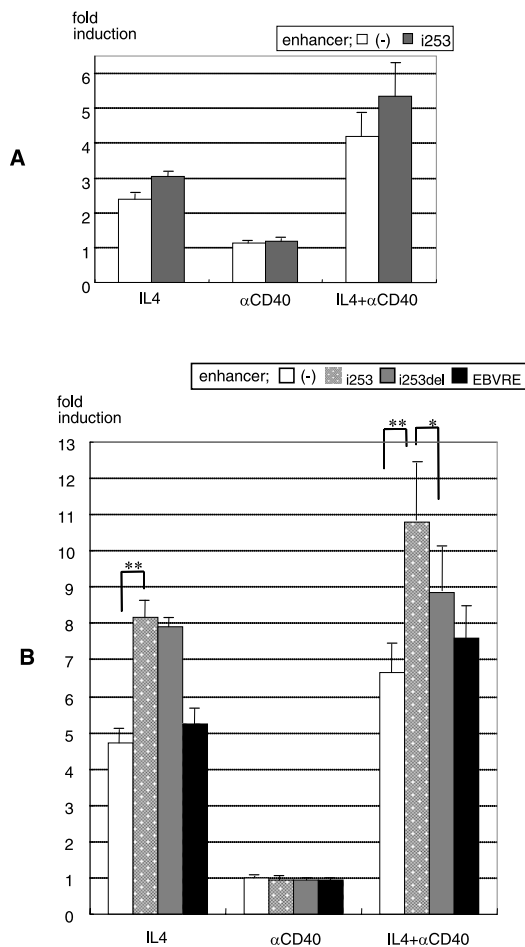 fold
induction
enhancer; (-) i253
6
5
4
3
2
1
0
A
IL4 αCD40 IL4+αCD40
enhancer; (-) i253 i253del EBVRE
fold
induction
13
12
11
10
9
8
7
6
5
4
3
2
1
0
** *
**
B
IL4 αCD40 IL4+αCD40